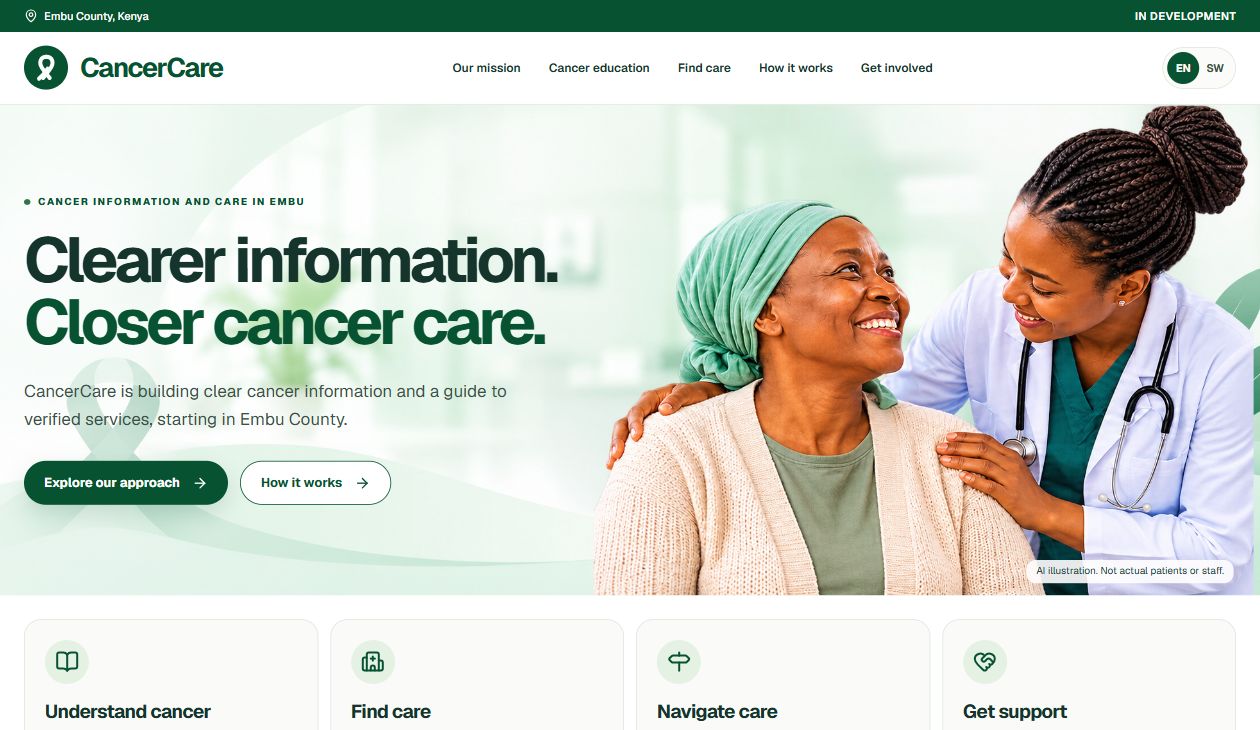 Embu County, Kenya
IN DEVELOPMENT
CancerCare
Our mission
Cancer education
Find care
How it works
Get involved
EN
SW
CANCER INFORMATION AND CARE IN EMBU
Clearer information.
Closer cancer care.
CancerCare is building clear cancer information and a guide to
verified services, starting in Embu County.
Explore our approach
How it works
AI illustration. Not actual patients or staff.
Understand cancer
Find care
Navigate care
Get support